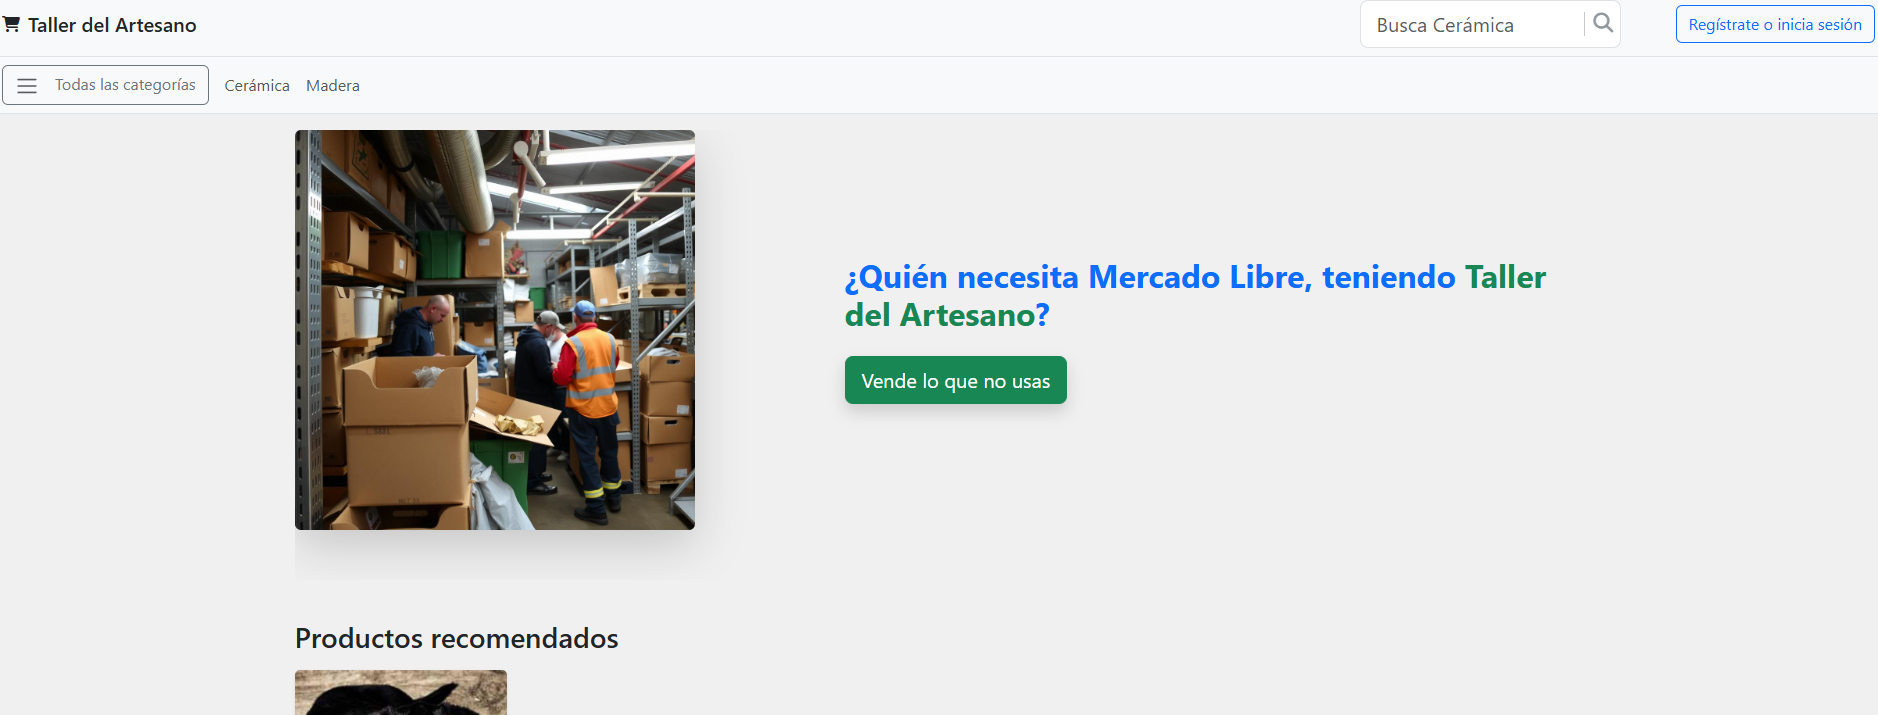 Taller del Artesano
Busca Cerámica
Regístrate o inicia sesión
Todas las categorías
Cerámica
Madera
¿Quién necesita Mercado Libre, teniendo Taller
del Artesano?
Vende lo que no usas
Productos recomendados